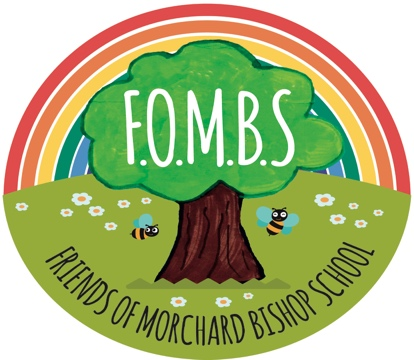 F.O.M.B.S
FRIENDS OF MORCHARD BISHOP SCHOOL